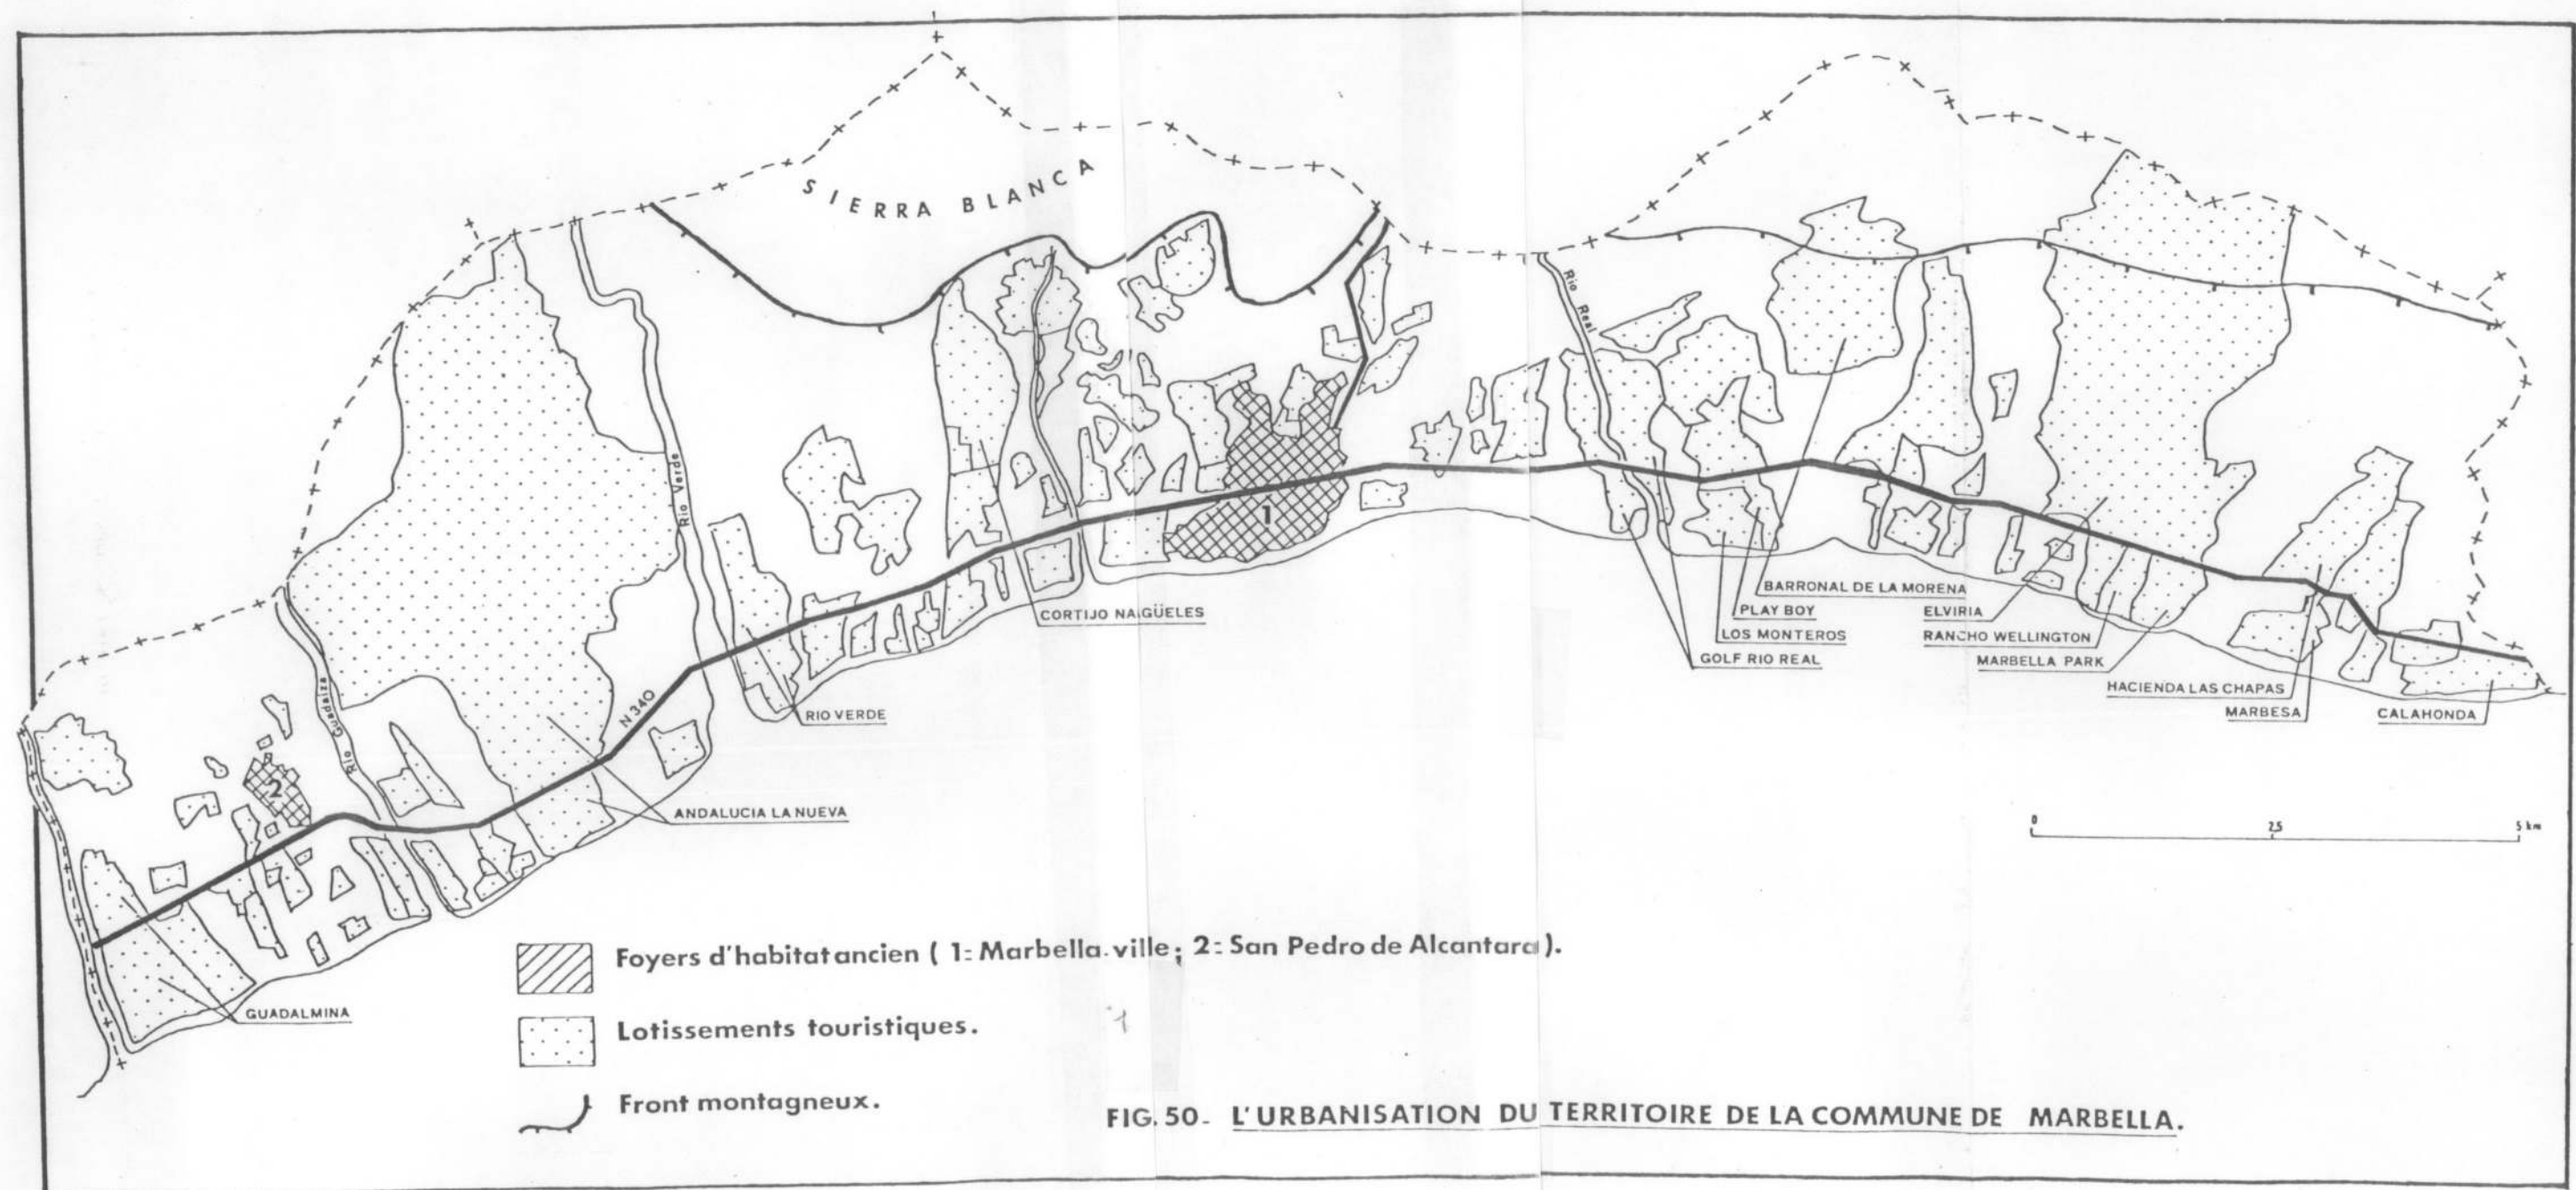 SIERRA BLANCA
Rio Real
Rio Verde
1
CORTIJO NAGÜELES
BARRONAL DE LA MORENA
PLAY BOY
LOS MONTEROS
GOLF RIO REAL
ELVIRIA
RANCHO WELLINGTON
MARBELLA PARK
HACIENDA LAS CHAPAS
MARBESA
CALAHONDA
Rio Guadaiza
N 340
RIO VERDE
2
ANDALUCIA LA NUEVA
0 2,5 5 km
GUADALMINA
Foyers d'habitat ancien ( 1: Marbella-ville; 2: San Pedro de Alcantara ).
Lotissements touristiques.
Front montagneux.
FIG. 50- L'URBANISATION DU TERRITOIRE DE LA COMMUNE DE MARBELLA.